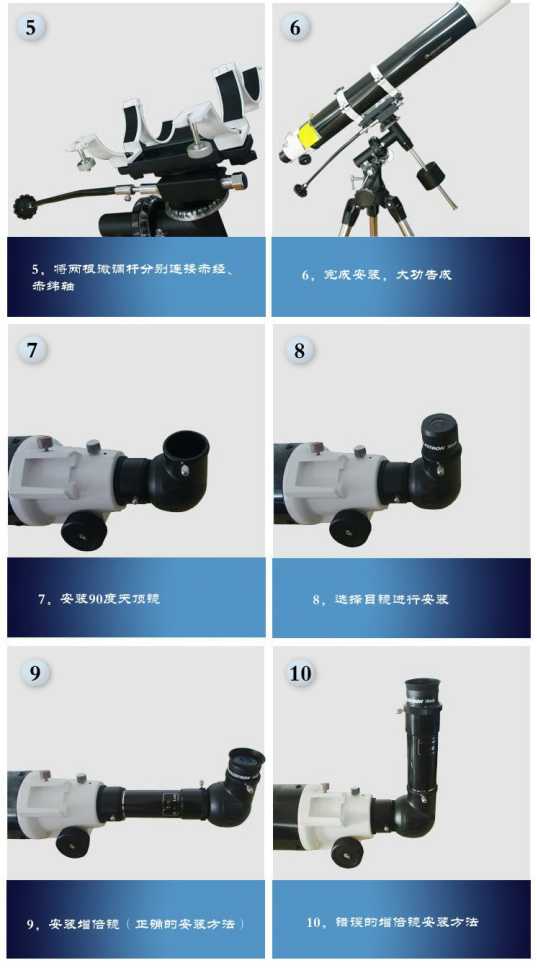 5
6
5，将两根微调杆分别连接赤经、
赤纬轴
6，完成安装，大功告成
7
8
7，安装90度天顶镜
8，选择目镜进行安装
9
10
9，安装增倍镜（正确的安装方法）
10，错误的增倍镜安装方法